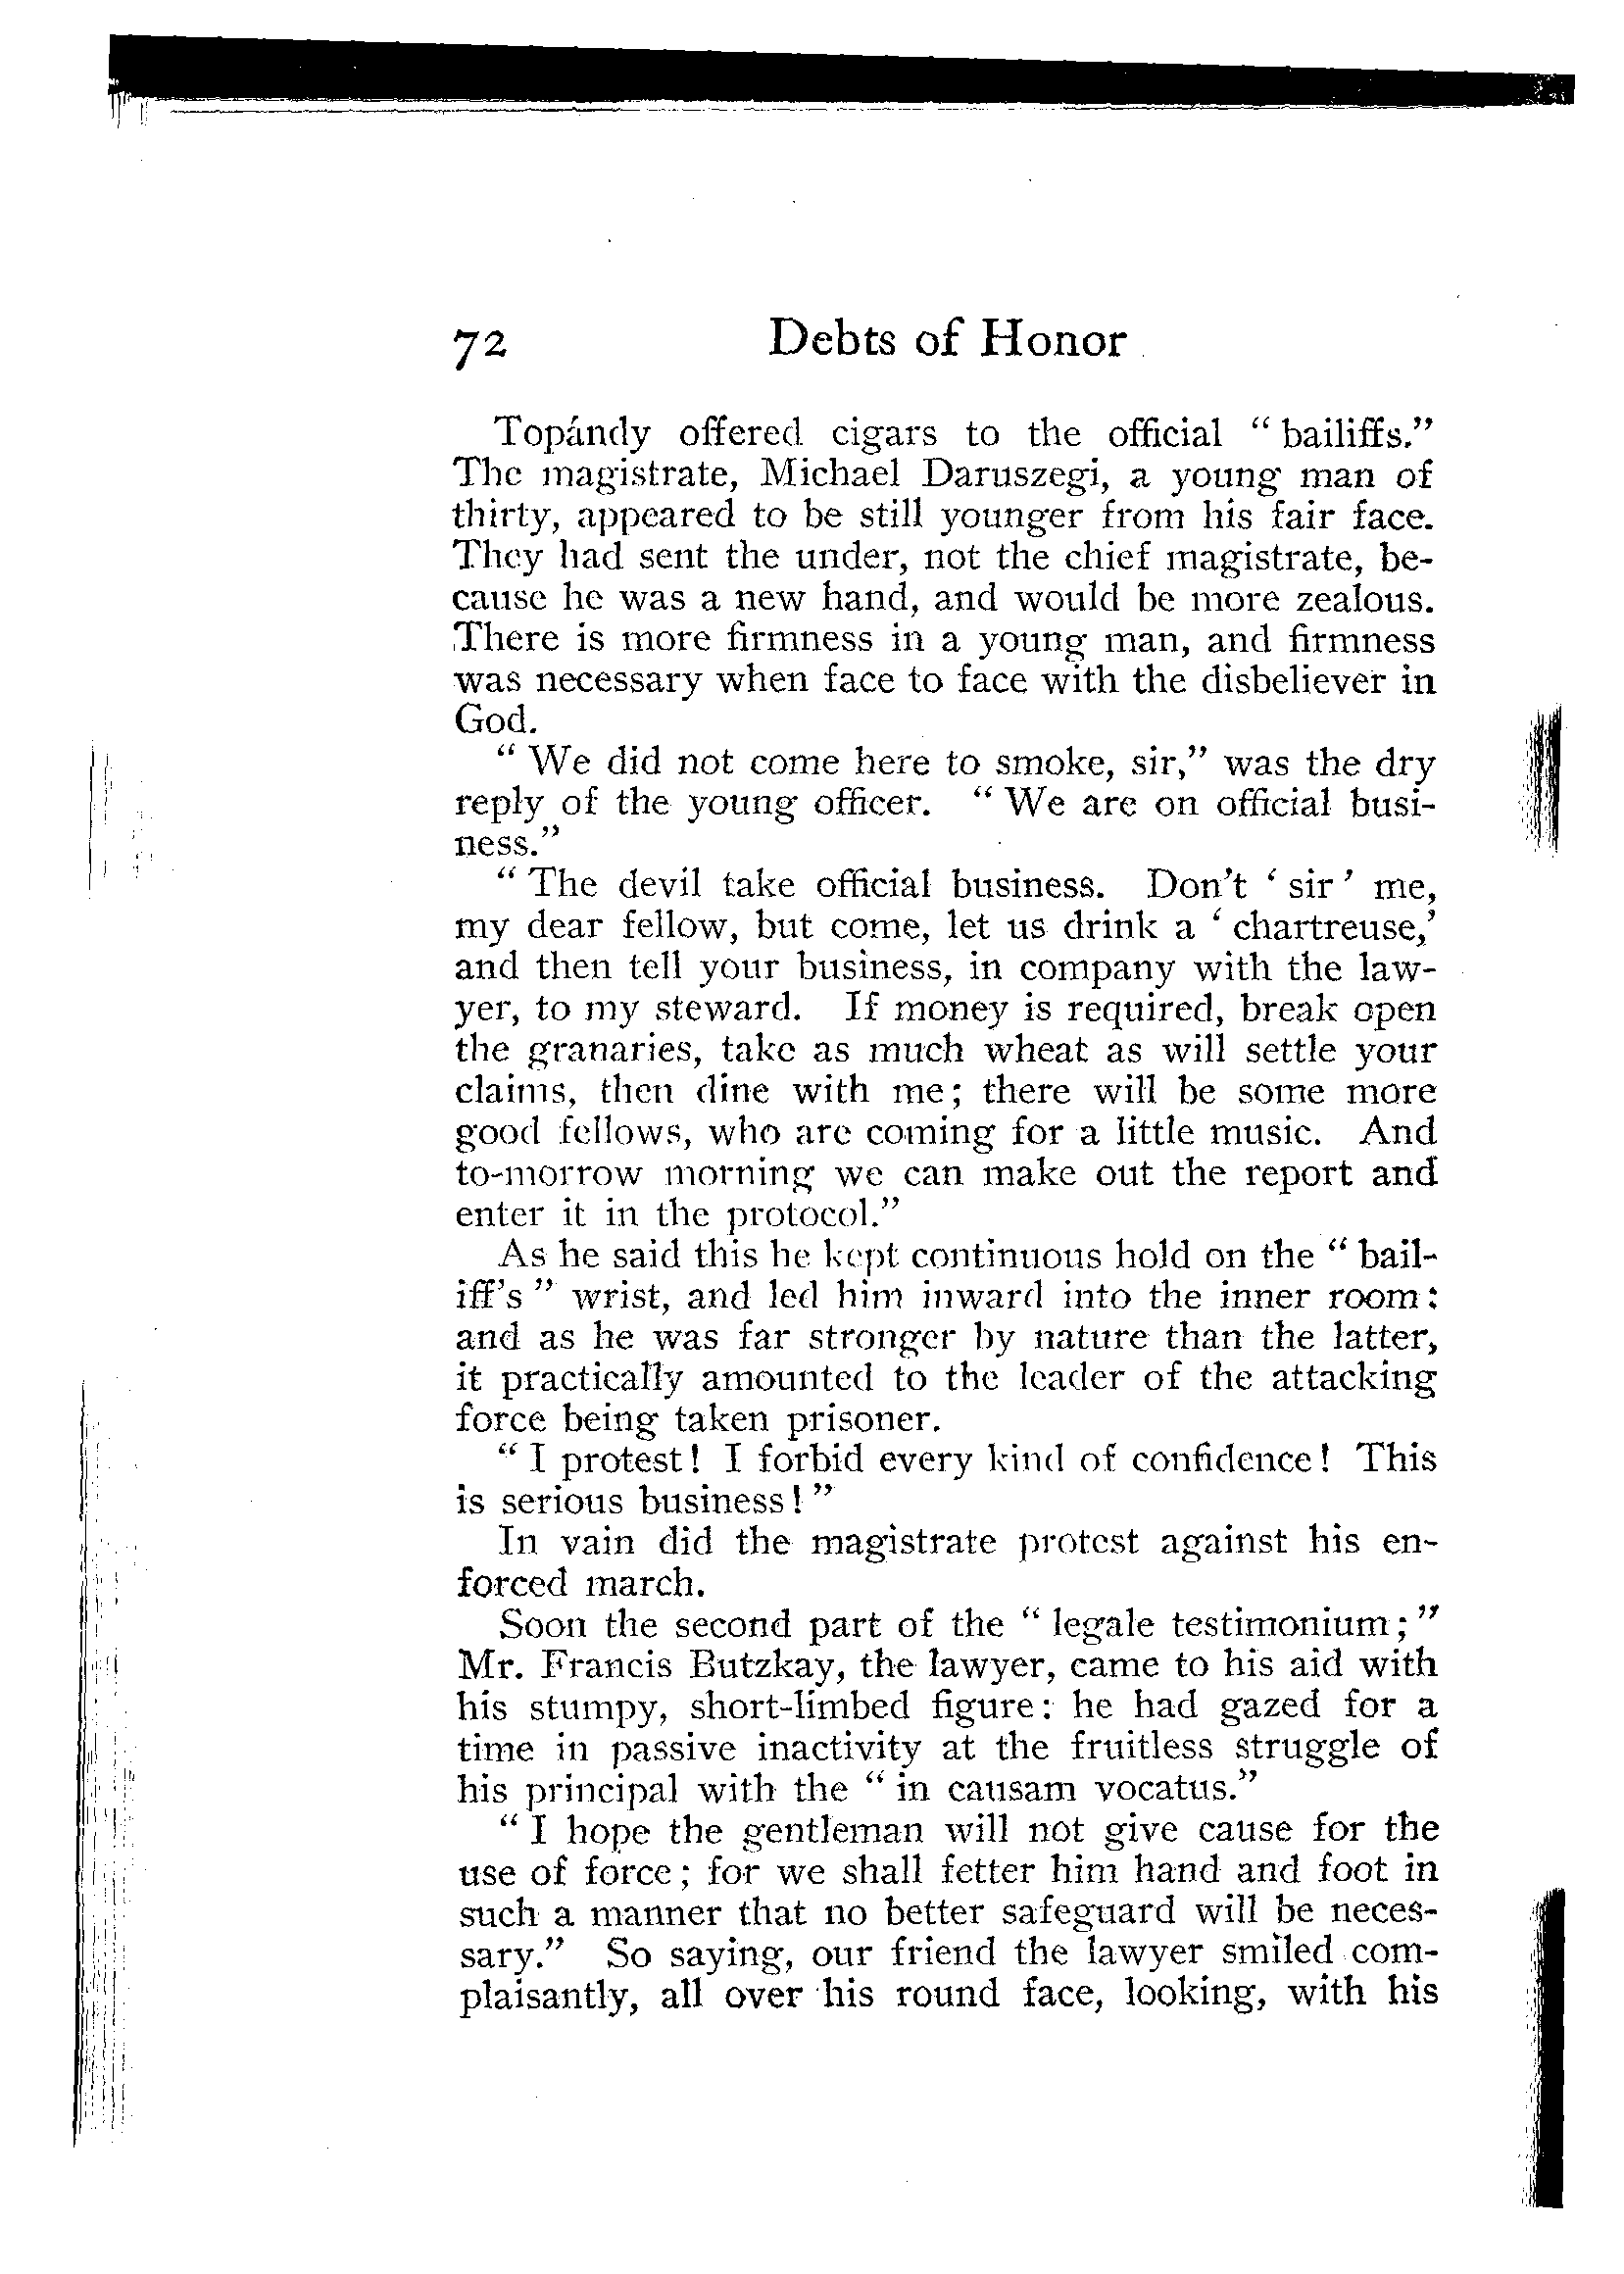 72 Debts of Honor
Topándy offered cigars to the official “ bailiffs.”
The magistrate, Michael Daruszegi, a young man of
thirty, appeared to be still younger from his fair face.
They had sent the under, not the chief magistrate, be-
cause he was a new hand, and would be more zealous.
There is more firmness in a young man, and firmness
was necessary when face to face with the disbeliever in
God.
“ We did not come here to smoke, sir,” was the dry
reply of the young officer. “ We are on official busi-
ness.”
“ The devil take official business. Don't ‘ sir ’ me,
my dear fellow, but come, let us drink a ‘ chartreuse,’
and then tell your business, in company with the law-
yer, to my steward. If money is required, break open
the granaries, take as much wheat as will settle your
claims, then dine with me; there will be some more
good fellows, who are coming for a little music. And
to-morrow morning we can make out the report and
enter it in the protocol.”
As he said this he kept continuous hold on the “ bail-
iff's ” wrist, and led him inward into the inner room:
and as he was far stronger by nature than the latter,
it practically amounted to the leader of the attacking
force being taken prisoner.
“ I protest! I forbid every kind of confidence! This
is serious business! ”
In vain did the magistrate protest against his en-
forced march.
Soon the second part of the “ legale testimonium; ”
Mr. Francis Butzkay, the lawyer, came to his aid with
his stumpy, short-limbed figure: he had gazed for a
time in passive inactivity at the fruitless struggle of
his principal with the “ in causam vocatus.”
“ I hope the gentleman will not give cause for the
use of force; for we shall fetter him hand and foot in
such a manner that no better safeguard will be neces-
sary.” So saying, our friend the lawyer smiled com-
plaisantly, all over his round face, looking, with his